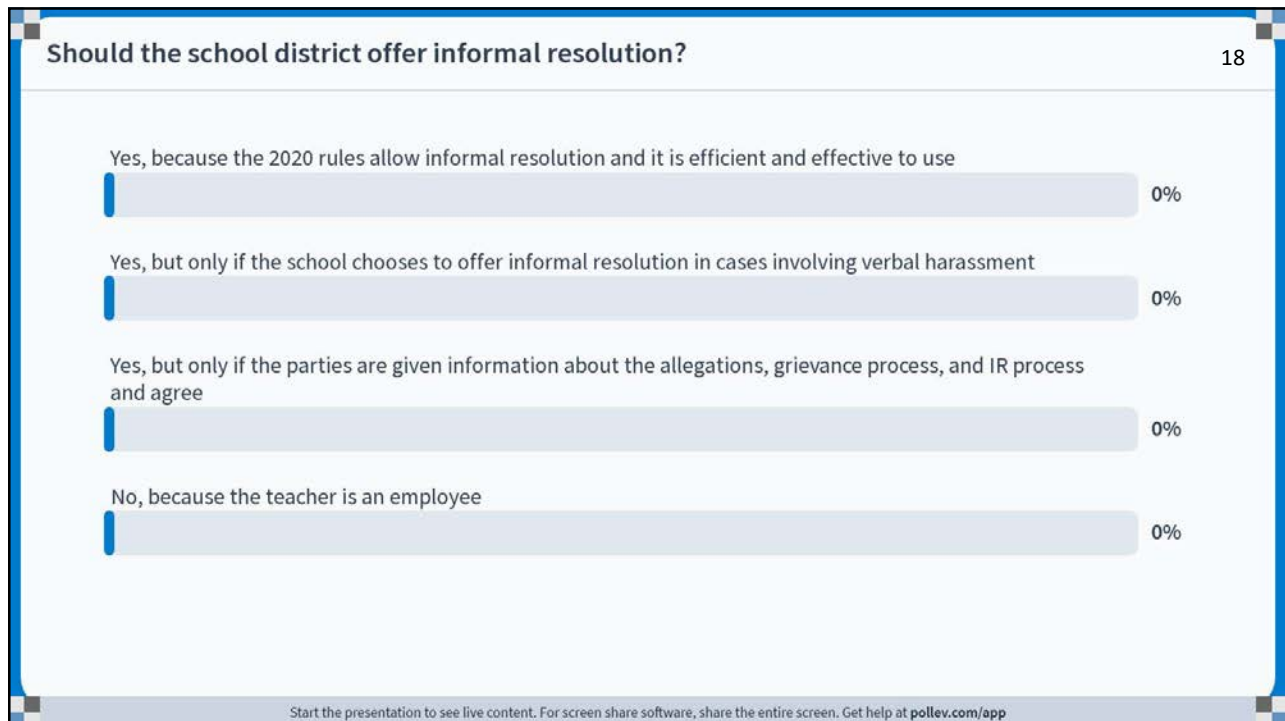 Should the school district offer informal resolution?
18
Yes, because the 2020 rules allow informal resolution and it is efficient and effective to use
0%
Yes, but only if the school chooses to offer informal resolution in cases involving verbal harassment
0%
Yes, but only if the parties are given information about the allegations, grievance process, and IR process
and agree
0%
No, because the teacher is an employee
0%
Start the presentation to see live content. For screen share software, share the entire screen. Get help at pollev.com/app